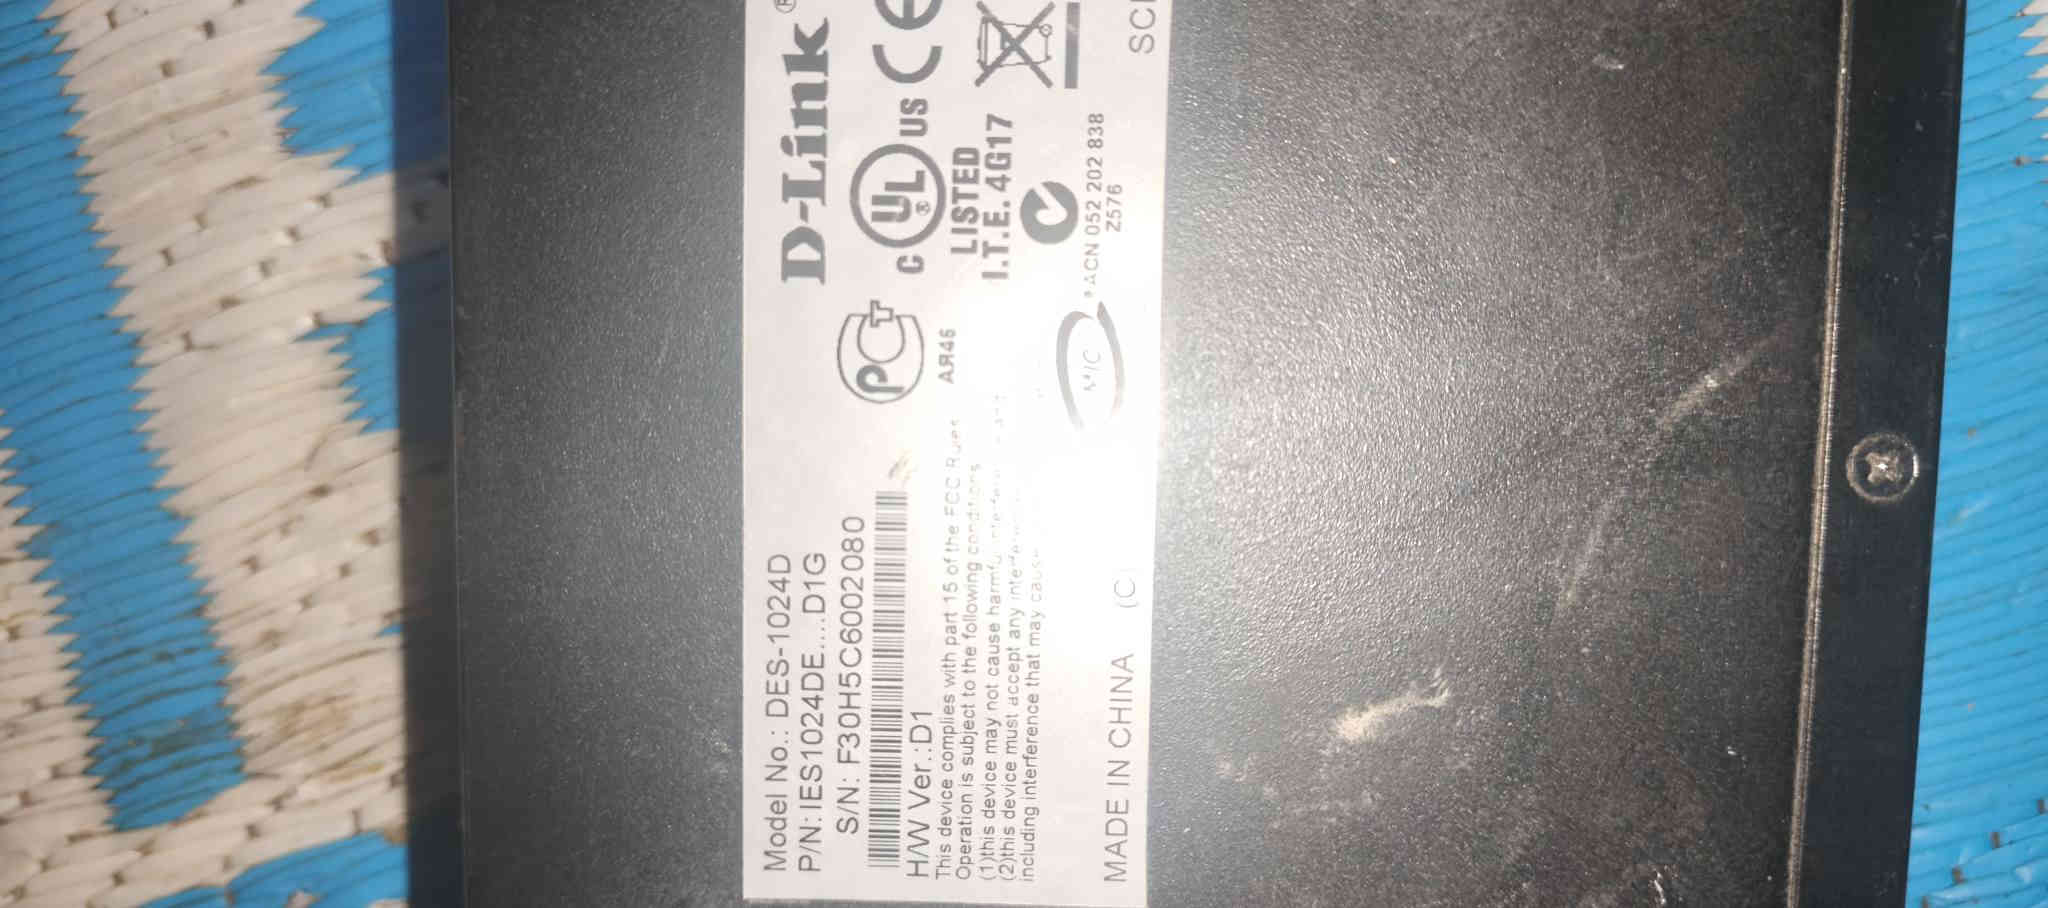 Model No.: DES-1024D
P/N: IES1024DE....D1G
S/N: F30H5C6002080
H/W Ver.:D1
This device complies with part 15 of the FCC Rules
Operation is subject to the following conditions
(1)this device may not cause harmful
(2)this device must accept any
including interference that may cause
MADE IN CHINA (C)
D-Link®
PCT
АЯ46
C UL® US
LISTED
I.T.E. 4G17
CE
MIC
*ACN 052 202 838
Z576